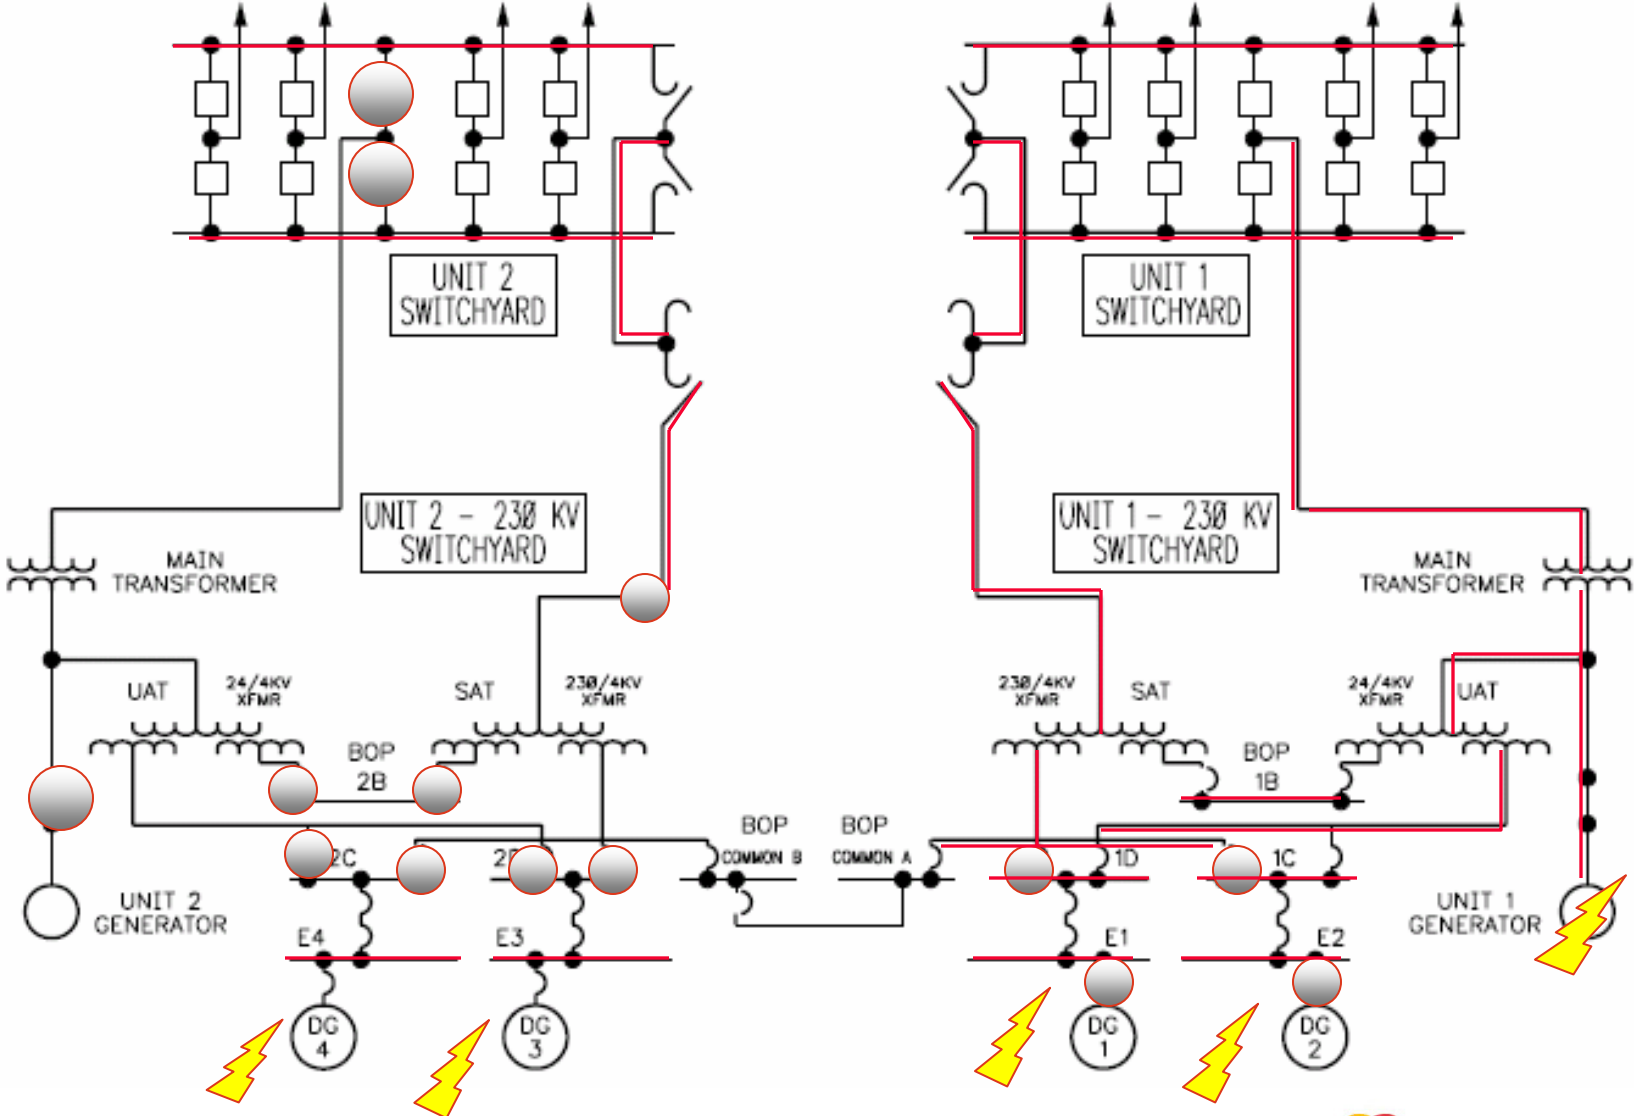 UNIT 2
SWITCHYARD
UNIT 1
SWITCHYARD
UNIT 2 - 230 KV
SWITCHYARD
UNIT 1- 230 KV
SWITCHYARD
MAIN
TRANSFORMER
MAIN
TRANSFORMER
UAT
24/4KV
XFMR
SAT
230/4KV
XFMR
230/4KV
XFMR
SAT
24/4KV
XFMR
UAT
BOP
2B
BOP
1B
BOP
COMMON B
BOP
COMMON A
2C
1D
1C
UNIT 2
GENERATOR
UNIT 1
GENERATOR
E4
E3
E1
E2
DG
4
DG
3
DG
1
DG
2